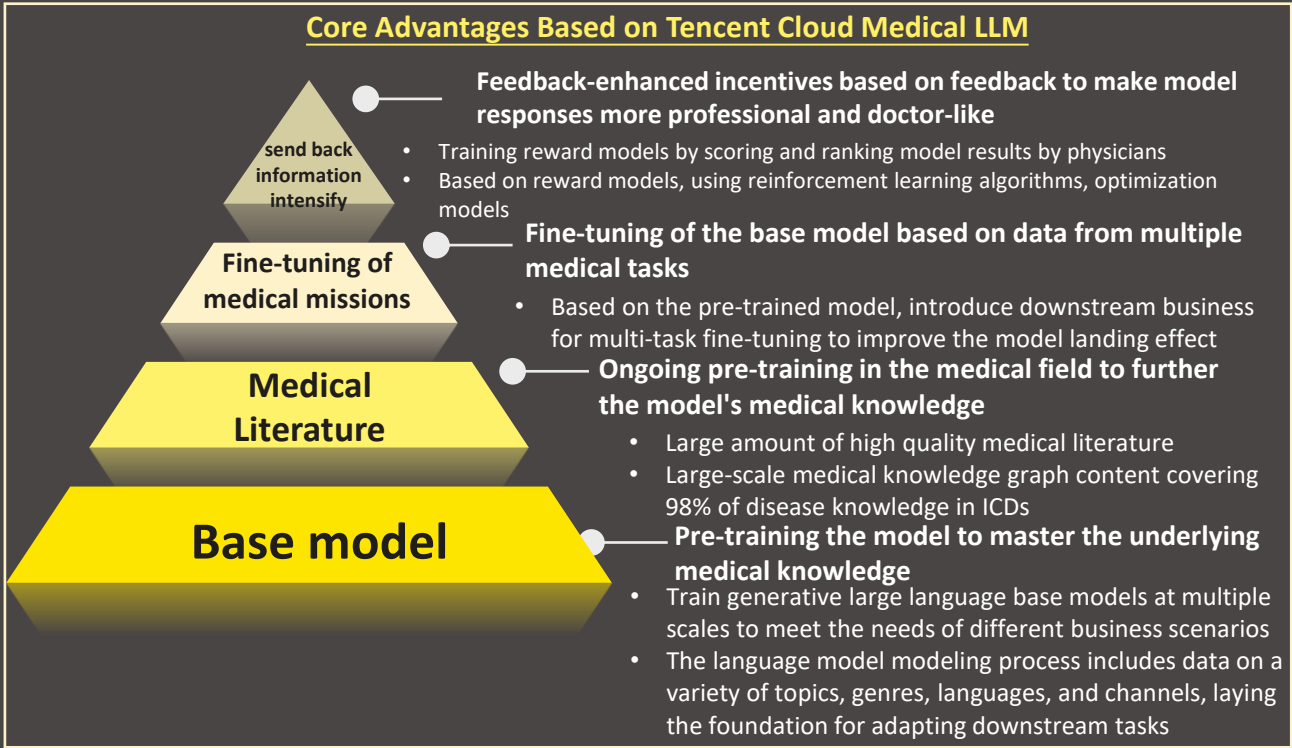 Core Advantages Based on Tencent Cloud Medical LLM
Feedback-enhanced incentives based on feedback to make model
responses more professional and doctor-like
send back
information
intensify
• Training reward models by scoring and ranking model results by physicians
• Based on reward models, using reinforcement learning algorithms, optimization
models
Fine-tuning of the base model based on data from multiple
medical tasks
Fine-tuning of
medical missions
• Based on the pre-trained model, introduce downstream business
for multi-task fine-tuning to improve the model landing effect
Ongoing pre-training in the medical field to further
the model's medical knowledge
Medical
Literature
• Large amount of high quality medical literature
• Large-scale medical knowledge graph content covering
98% of disease knowledge in ICDs
Pre-training the model to master the underlying
medical knowledge
Base model
• Train generative large language base models at multiple
scales to meet the needs of different business scenarios
• The language model modeling process includes data on a
variety of topics, genres, languages, and channels, laying
the foundation for adapting downstream tasks